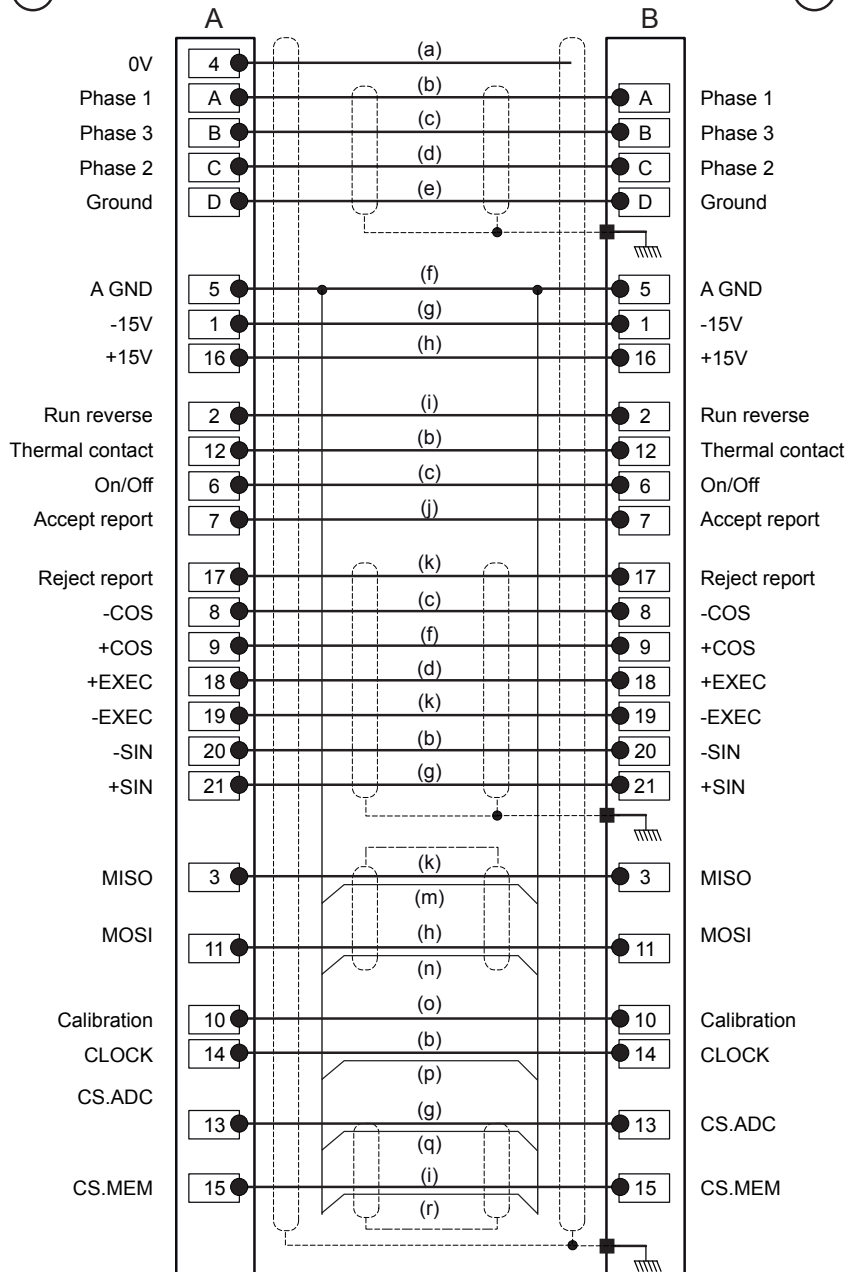 A B
0V 4 (a)
Phase 1 A (b) A Phase 1
Phase 3 B (c) B Phase 3
Phase 2 C (d) C Phase 2
Ground D (e) D Ground
A GND 5 (f) 5 A GND
-15V 1 (g) 1 -15V
+15V 16 (h) 16 +15V
Run reverse 2 (i) 2 Run reverse
Thermal contact 12 (b) 12 Thermal contact
On/Off 6 (c) 6 On/Off
Accept report 7 (j) 7 Accept report
Reject report 17 (k) 17 Reject report
-COS 8 (c) 8 -COS
+COS 9 (f) 9 +COS
+EXEC 18 (d) 18 +EXEC
-EXEC 19 (k) 19 -EXEC
-SIN 20 (b) 20 -SIN
+SIN 21 (g) 21 +SIN
MISO 3 (k) 3 MISO
(m)
MOSI 11 (h) 11 MOSI
(n)
Calibration 10 (o) 10 Calibration
CLOCK 14 (b) 14 CLOCK
(p)
CS.ADC 13 (g) 13 CS.ADC
(q)
CS.MEM 15 (i) 15 CS.MEM
(r)